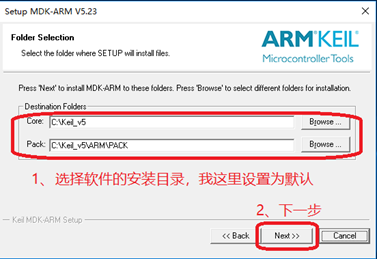 Setup MDK-ARM V5.23
Folder Selection
Select the folder where SETUP will install files.
ARM KEIL
Microcontroller Tools
Press 'Next' to install MDK-ARM to these folders. Press 'Browse' to select different folders for installation.
Destination Folders
Core: C:\Keil_v5 Browse ...
Pack: C:\Keil_v5\ARM\PACK Browse ...
1、选择软件的安装目录，我这里设置为默认
2、下一步
Keil MDK-ARM Setup
<< Back Next >> Cancel